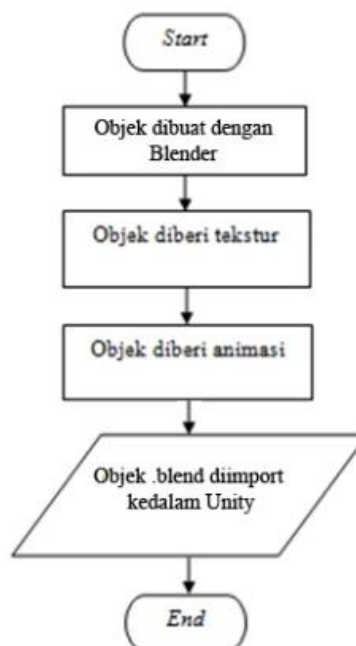 Start
Objek dibuat dengan
Blender
Objek diberi tekstur
Objek diberi animasi
Objek .blend diimport
kedalam Unity
End